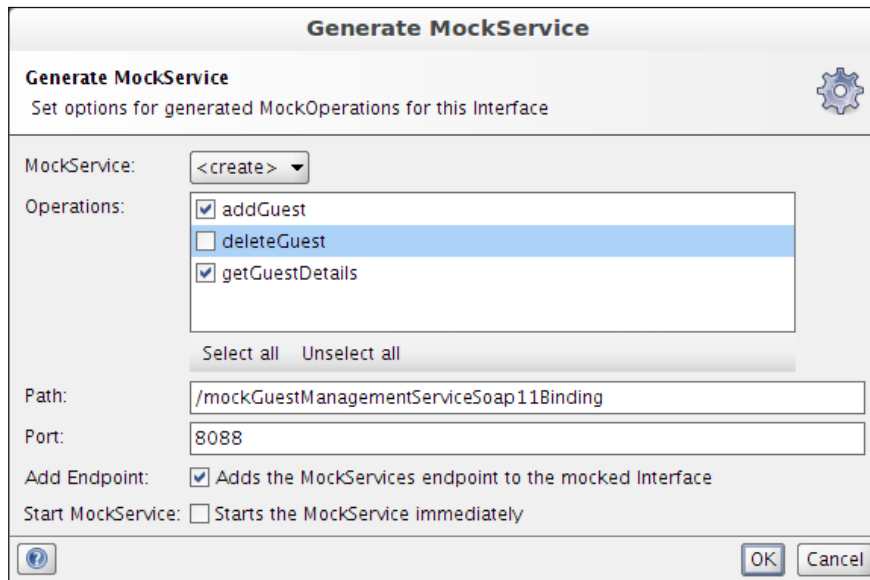 Generate MockService
Generate MockService
Set options for generated MockOperations for this Interface
MockService: <create>
Operations: addGuest
deleteGuest
getGuestDetails
Select all Unselect all
Path: /mockGuestManagementServiceSoap11Binding
Port: 8088
Add Endpoint: Adds the MockServices endpoint to the mocked Interface
Start MockService: Starts the MockService immediately
? OK Cancel